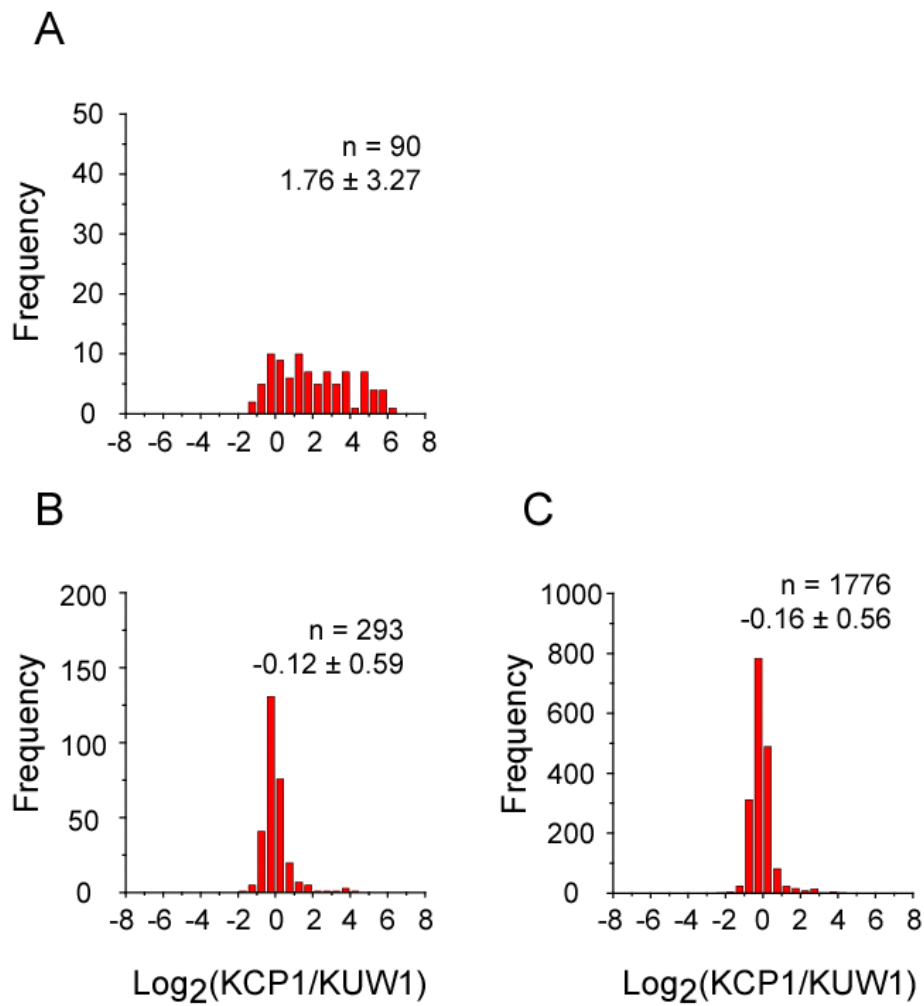 A
50
n = 90
40
1.76 ± 3.27
30
20
10
0
Frequency
-8 -6 -4 -2 0 2 4 6 8
B
200
n = 293
-0.12 ± 0.59
150
100
50
0
Frequency
-8 -6 -4 -2 0 2 4 6 8
Log2(KCP1/KUW1)
C
1000
n = 1776
-0.16 ± 0.56
800
600
400
200
0
Frequency
-8 -6 -4 -2 0 2 4 6 8
Log2(KCP1/KUW1)